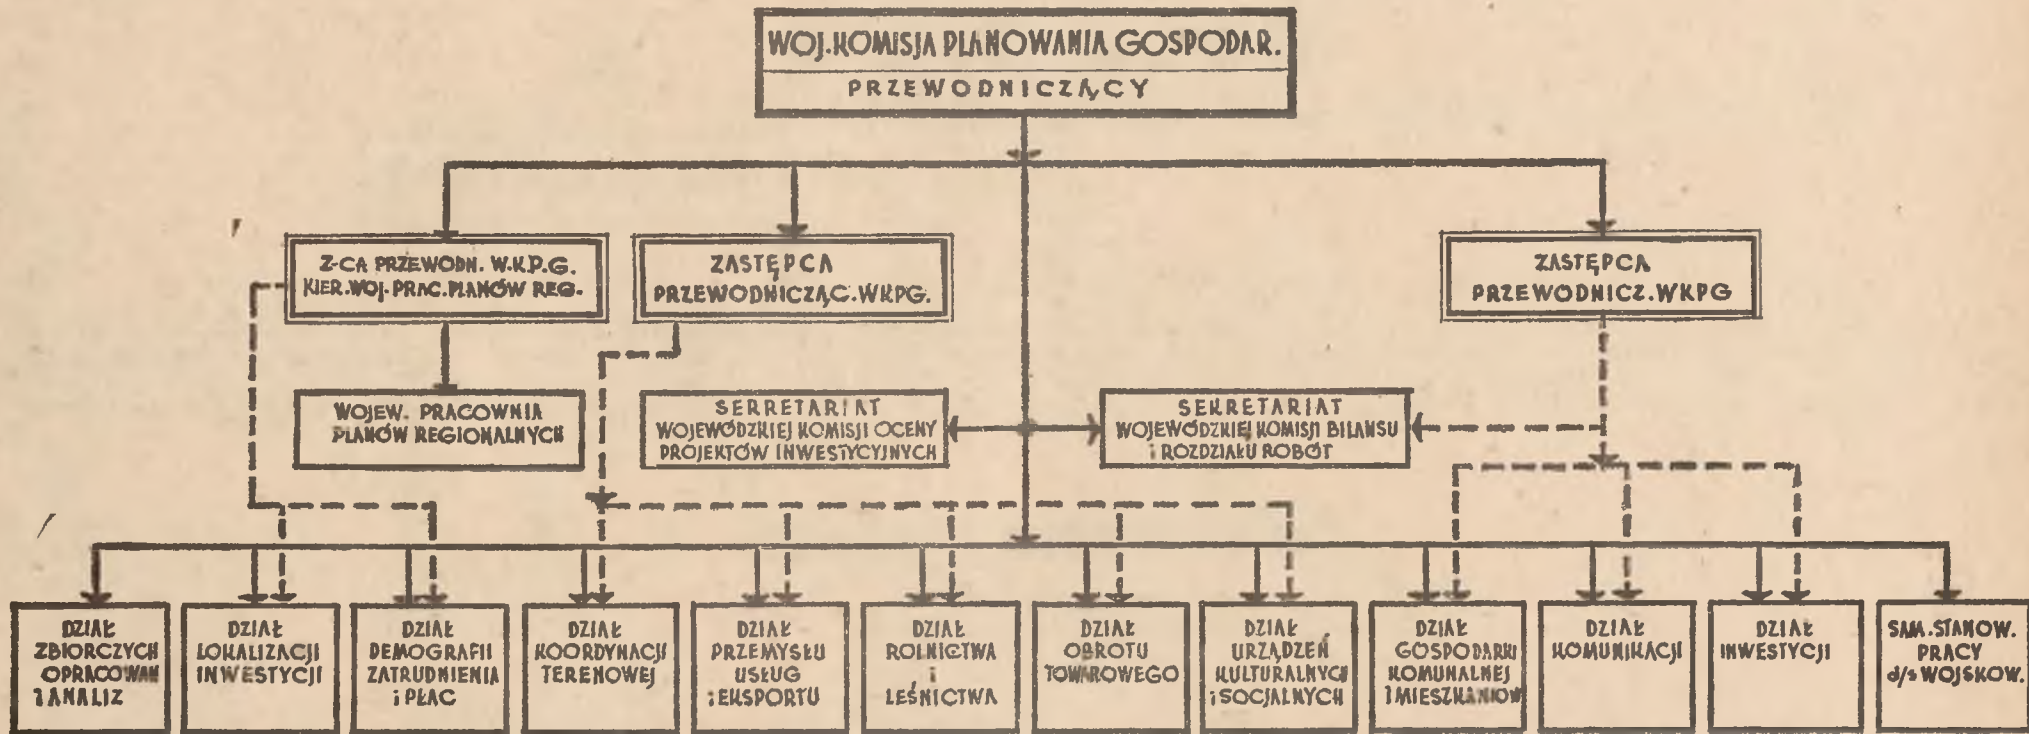 WOJ. KOMISJA PLANOWANIA GOSPODAR.
PRZEWODNICZĄCY
Z-CA PRZEWODN. W.K.P.G.
KIER. WOJ. PRAC. PLANÓW REG.
ZASTĘPCA
PRZEWODNICZĄC. WKPG.
ZASTĘPCA
PRZEWODNICZ. WKPG
WOJEW. PRACOWNIA
PLANÓW REGIONALNYCH
SEKRETARIAT
WOJEWÓDZKIEJ KOMISJI OCENY
PROJEKTÓW INWESTYCYJNYCH
SEKRETARIAT
WOJEWÓDZKIEJ KOMISJI BILANSU
i ROZDZIAŁU ROBÓT
DZIAŁ
ZBIORCZYCH
OPRACOWAN
I ANALIZ
DZIAŁ
LOKALIZACJI
INWESTYCJI
DZIAŁ
DEMOGRAFII
ZATRUDNIENIA
i PŁAC
DZIAŁ
KOORDYNACJI
TERENOWEJ
DZIAŁ
PRZEMYSŁU
USŁUG
i EKSPORTU
DZIAŁ
ROLNICTWA
i
LEŚNICTWA
DZIAŁ
OBROTU
TOWAROWEGO
DZIAŁ
URZĄDZEŃ
KULTURALNYCH
i SOCJALNYCH
DZIAŁ
GOSPODARKI
KOMUNALNEJ
I MIESZKANIOW
DZIAŁ
KOMUNIKACJI
DZIAŁ
INWESTYCJI
SAM. STANOW.
PRACY
d/s WOJSKOW.